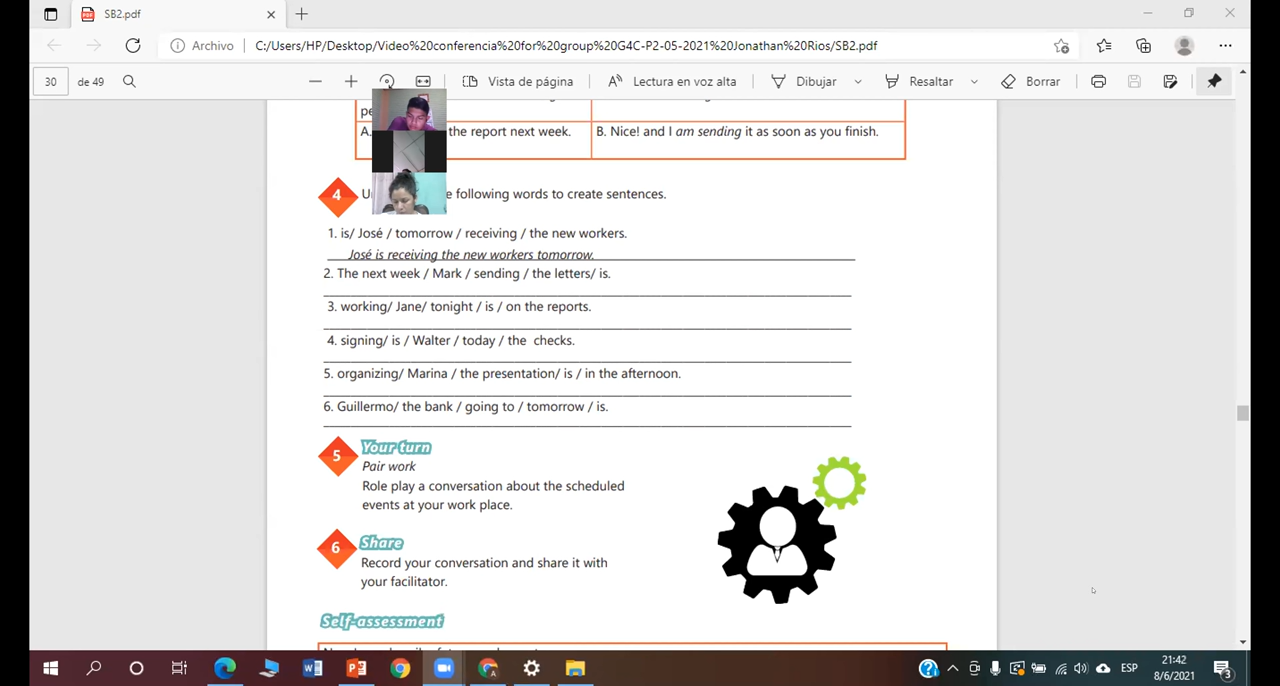 SB2.pdf
Archivo C:/Users/HP/Desktop/Video%20conferencia%20for%20group%20G4C-P2-05-2021%20Jonathan%20Rios/SB2.pdf
30 de 49 Vista de página Lectura en voz alta Dibujar Resaltar Borrar
A. the report next week. B. Nice! and I am sending it as soon as you finish.
4 following words to create sentences.
1. is/ José / tomorrow / receiving / the new workers.
José is receiving the new workers tomorrow.
2. The next week / Mark / sending / the letters/ is.
3. working/ Jane/ tonight / is / on the reports.
4. signing/ is / Walter / today / the checks.
5. organizing/ Marina / the presentation/ is / in the afternoon.
6. Guillermo/ the bank / going to / tomorrow / is.
5 Your turn
Pair work
Role play a conversation about the scheduled
events at your work place.
6 Share
Record your conversation and share it with
your facilitator.
Self-assessment
ESP
21:42
8/6/2021
3